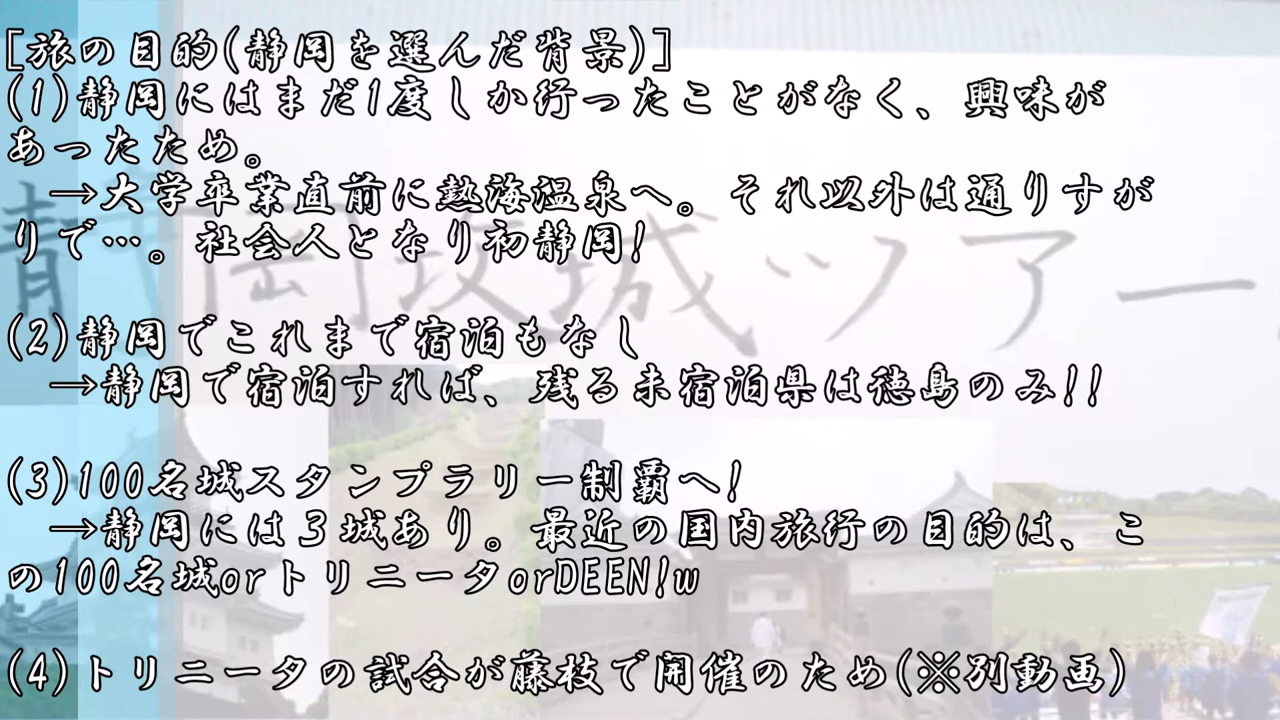 [旅の目的(静岡を選んだ背景)]
(1)静岡にはまだ1度しか行ったことがなく、興味が
あったため。
→大学卒業直前に熱海温泉へ。それ以外は通りすが
りで…。社会人となり初静岡!
静岡攻城ツアー
(2)静岡でこれまで宿泊もなし
→静岡で宿泊すれば、残る未宿泊県は徳島のみ!!
(3)100名城スタンプラリー制覇へ!
→静岡には３城あり。最近の国内旅行の目的は、こ
の100名城orトリニータorDEEN!w
(4)トリニータの試合が藤枝で開催のため(※別動画)